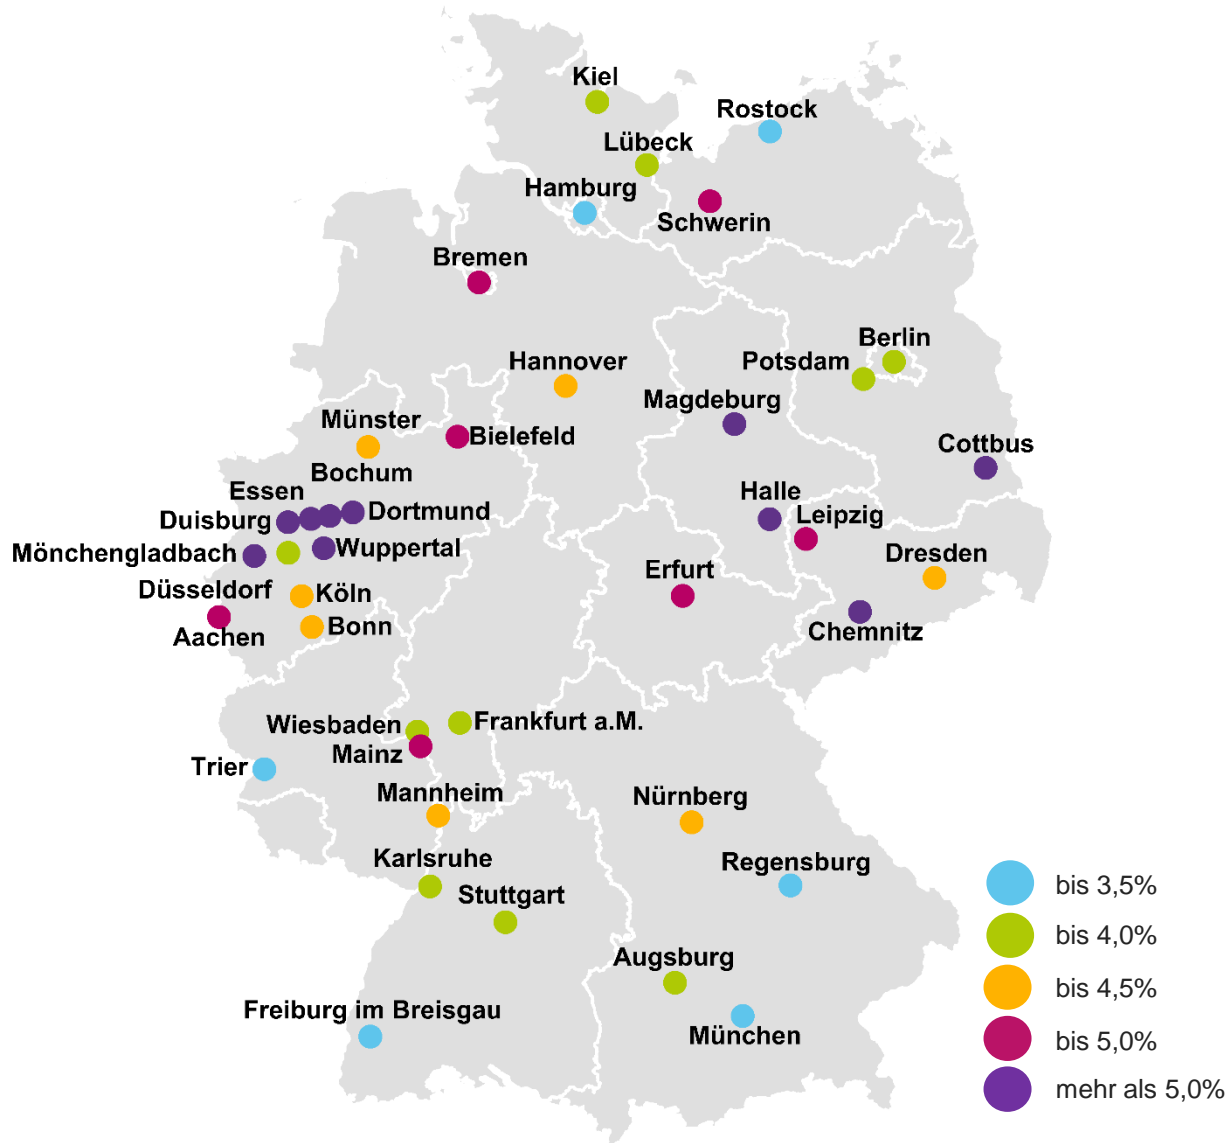 Kiel
Rostock
Lübeck
Hamburg
Schwerin
Bremen
Berlin
Hannover
Potsdam
Magdeburg
Münster
Bielefeld
Cottbus
Bochum
Essen
Halle
Duisburg
Dortmund
Leipzig
Mönchengladbach
Wuppertal
Dresden
Erfurt
Düsseldorf
Köln
Bonn
Chemnitz
Aachen
Wiesbaden
Frankfurt a.M.
Mainz
Trier
Mannheim
Nürnberg
Karlsruhe
Regensburg
Stuttgart
Augsburg
Freiburg im Breisgau
München
bis 3,5%
bis 4,0%
bis 4,5%
bis 5,0%
mehr als 5,0%